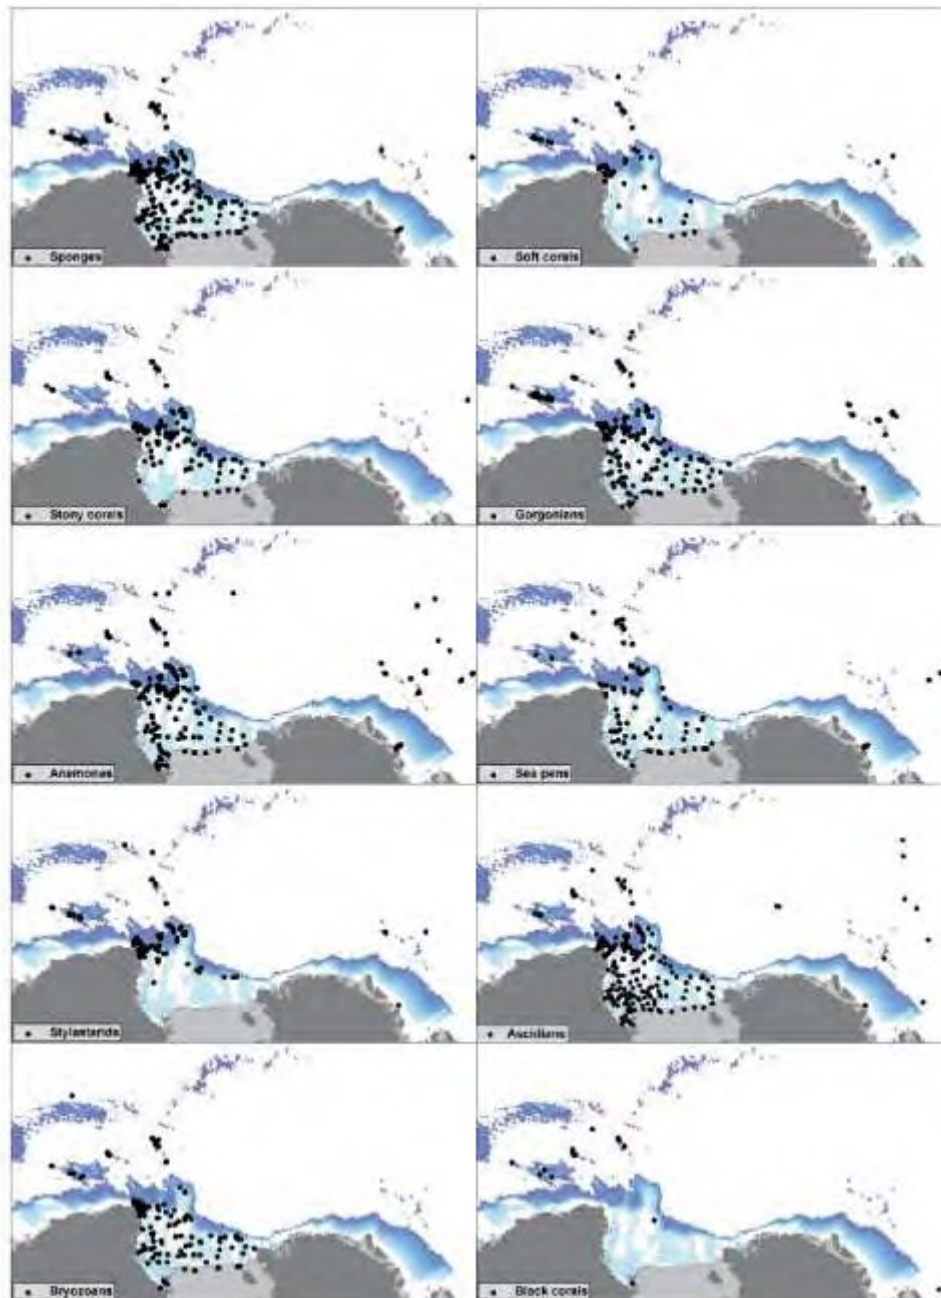 Sponges
Soft corals
Stony corals
Gorgonians
Anemones
Sea pens
Stylasterids
Ascidians
Bryozoans
Black corals